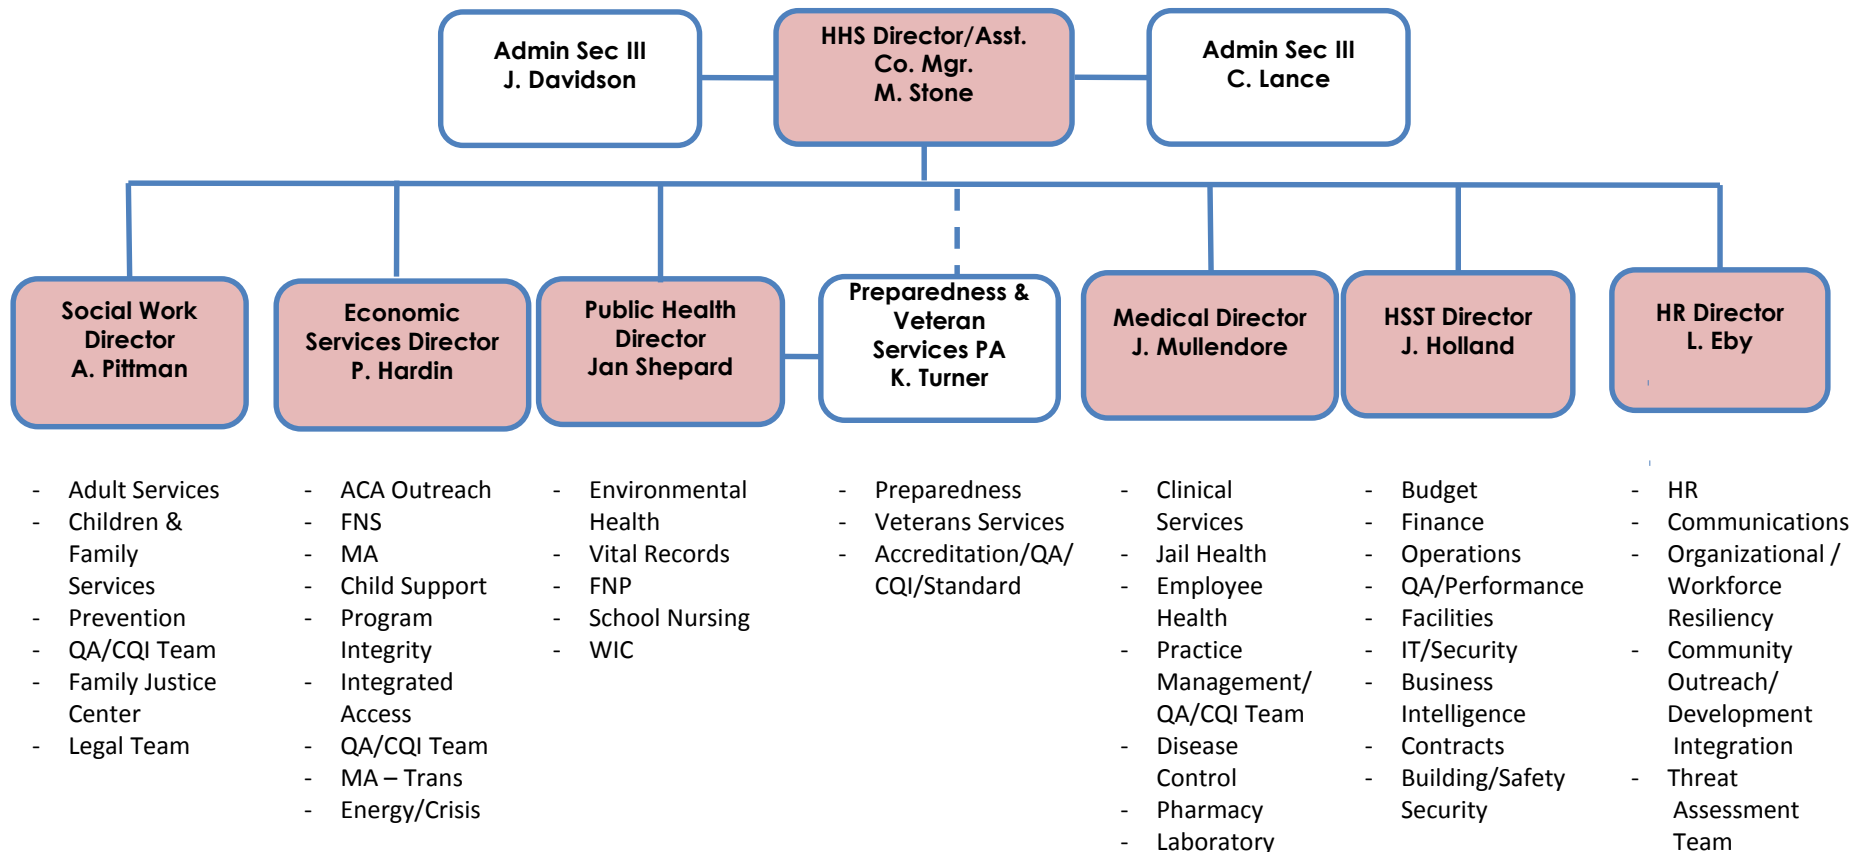 Admin Sec III
J. Davidson
HHS Director/Asst.
Co. Mgr.
M. Stone
Admin Sec III
C. Lance
Social Work
Director
A. Pittman
Economic
Services Director
P. Hardin
Public Health
Director
Jan Shepard
Preparedness &
Veteran
Services PA
K. Turner
Medical Director
J. Mullendore
HSST Director
J. Holland
HR Director
L. Eby
- Adult Services
- Children &
Family
Services
- Prevention
- QA/CQI Team
- Family Justice
Center
- Legal Team
- ACA Outreach
- FNS
- MA
- Child Support
- Program
Integrity
- Integrated
Access
- QA/CQI Team
- MA – Trans
- Energy/Crisis
- Environmental
Health
- Vital Records
- FNP
- School Nursing
- WIC
- Preparedness
- Veterans Services
- Accreditation/QA/
CQI/Standard
- Clinical
Services
- Jail Health
- Employee
Health
- Practice
Management/
QA/CQI Team
- Disease
Control
- Pharmacy
- Laboratory
- Budget
- Finance
- Operations
- QA/Performance
- Facilities
- IT/Security
- Business
Intelligence
- Contracts
- Building/Safety
Security
- HR
- Communications
- Organizational /
Workforce
Resiliency
- Community
Outreach/
Development
Integration
- Threat
Assessment
Team